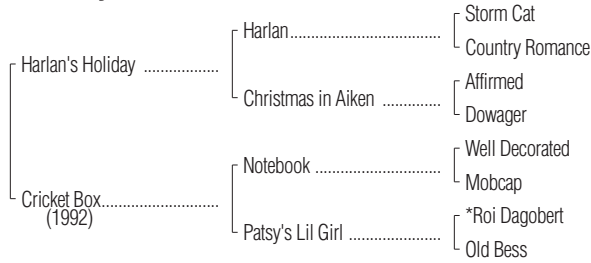 Storm Cat
Harlan..............................
Country Romance
Harlan's Holiday ...................
Affirmed
Christmas in Aiken ...............
Dowager
Well Decorated
Notebook ................................
Mobcap
Cricket Box..............................
(1992)
*Roi Dagobert
Patsy's Lil Girl .......................
Old Bess